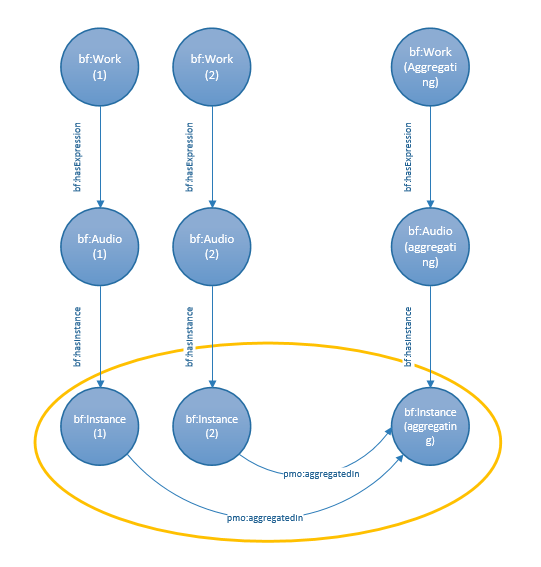 bf:Work
(1)
bf:Work
(2)
bf:Work
(Aggregati
ng)
bf:hasExpression
bf:hasExpression
bf:hasExpression
bf:Audio
(1)
bf:Audio
(2)
bf:Audio
(aggregati
ng)
bf:hasInstance
bf:hasInstance
bf:hasInstance
bf:Instance
(1)
bf:Instance
(2)
bf:Instance
(aggregatin
g)
pmo:aggregatedIn
pmo:aggregatedIn